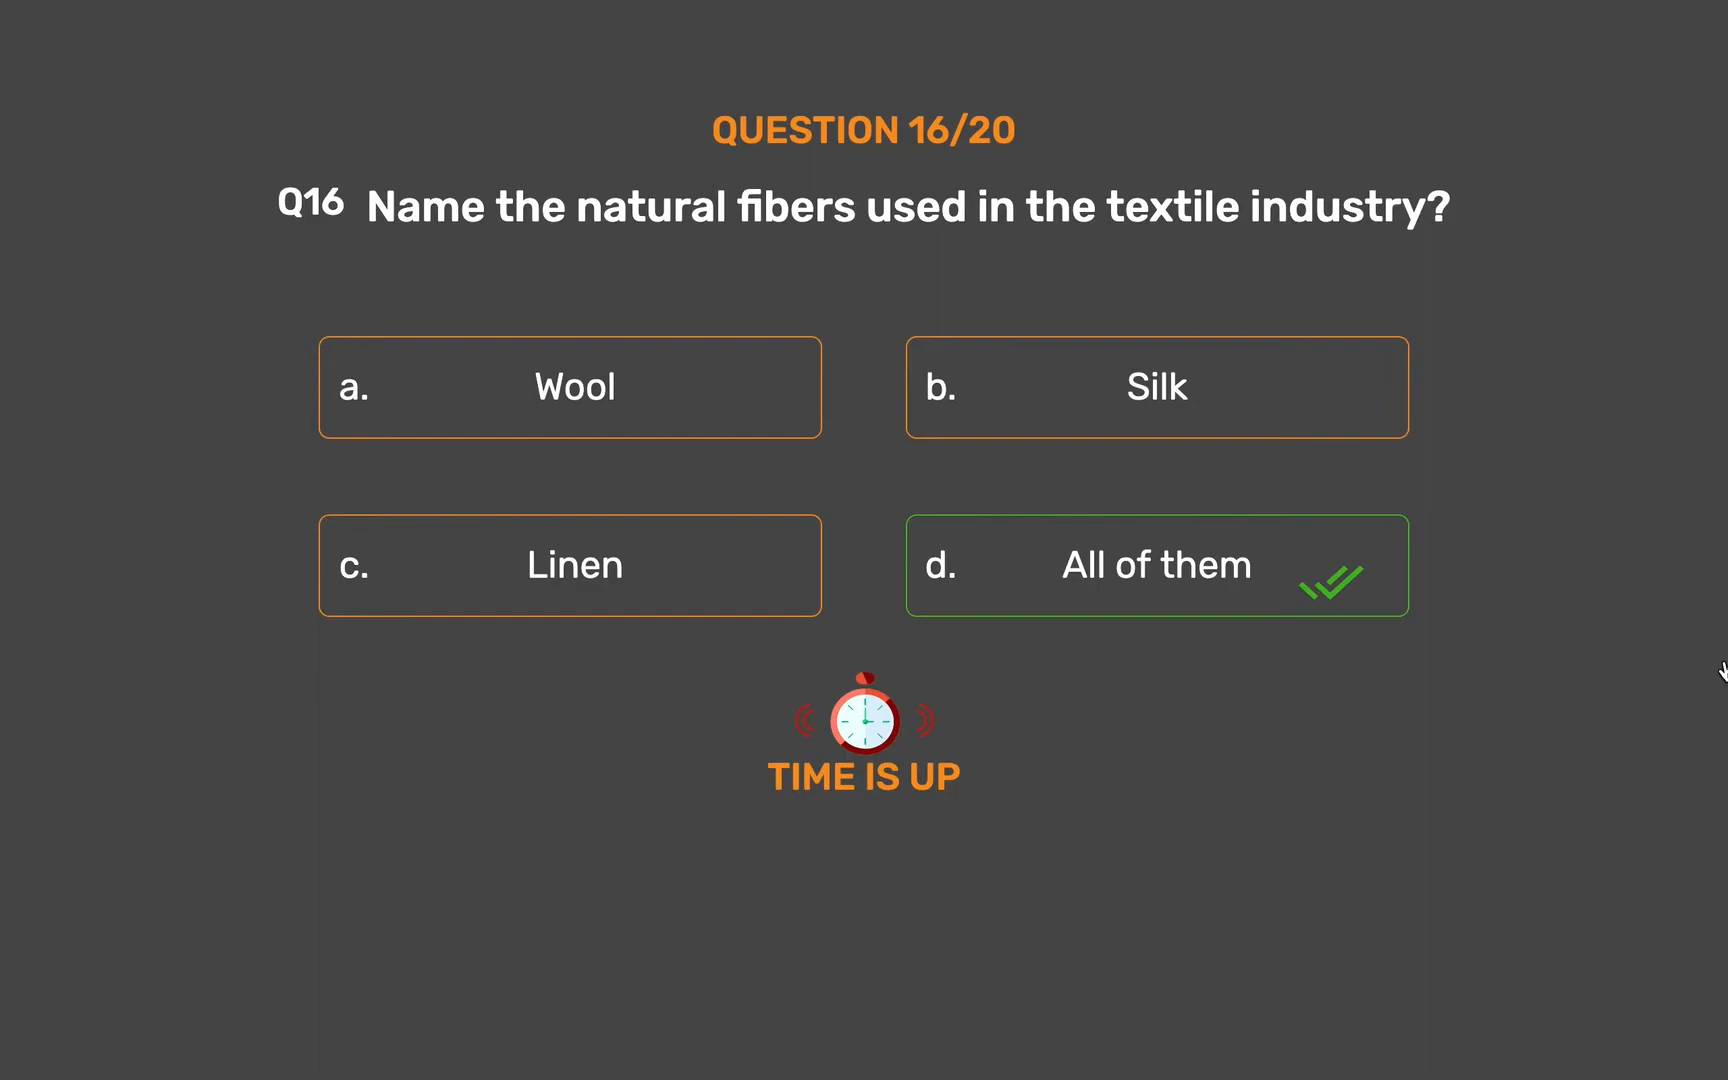 QUESTION 16/20
Q16 Name the natural fibers used in the textile industry?
a. Wool
b. Silk
c. Linen
d. All of them
TIME IS UP